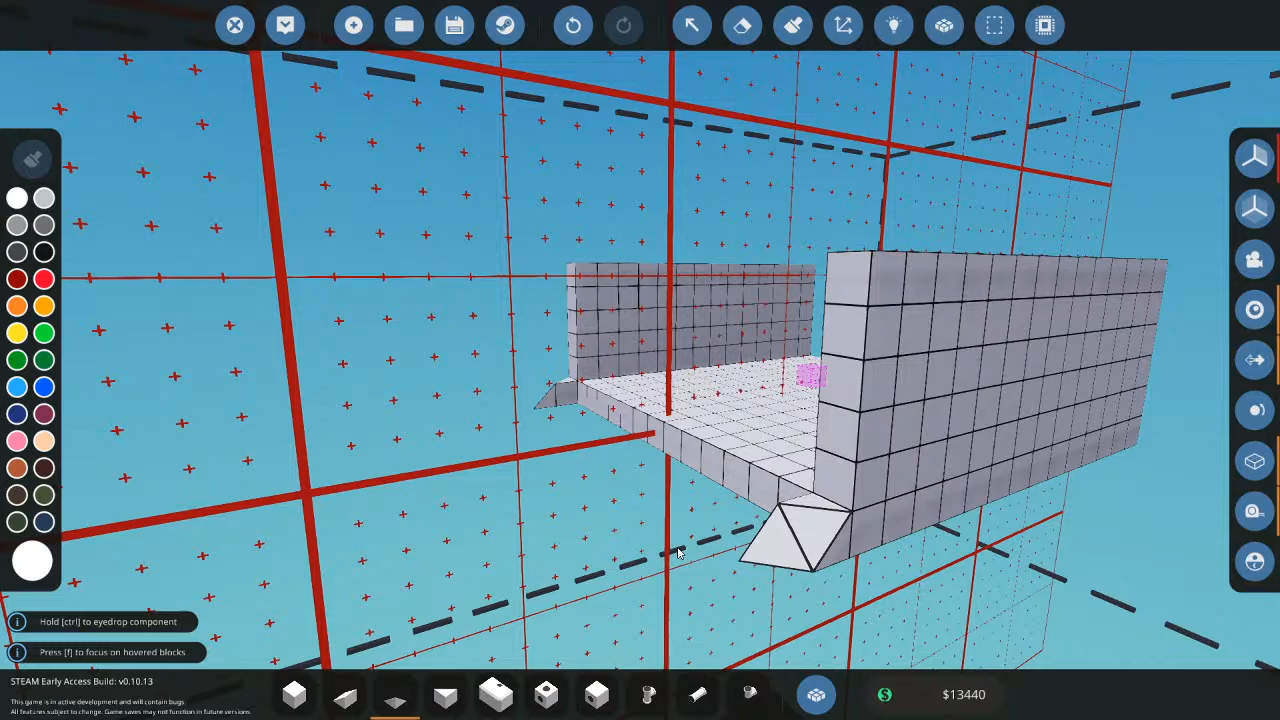 Hold [ctrl] to eyedrop component
Press [f] to focus on hovered blocks
STEAM Early Access Build: v0.10.13
This game is in active development and will contain bugs.
All features subject to change. Game saves may not function in future versions.
$ $13440